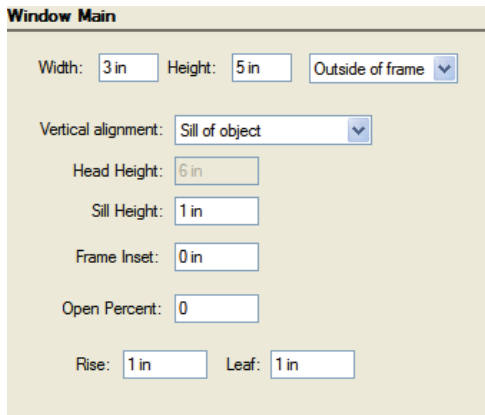 Window Main
Width: 3 in Height: 5 in Outside of frame
Vertical alignment: Sill of object
Head Height: 6 in
Sill Height: 1 in
Frame Inset: 0 in
Open Percent: 0
Rise: 1 in Leaf: 1 in